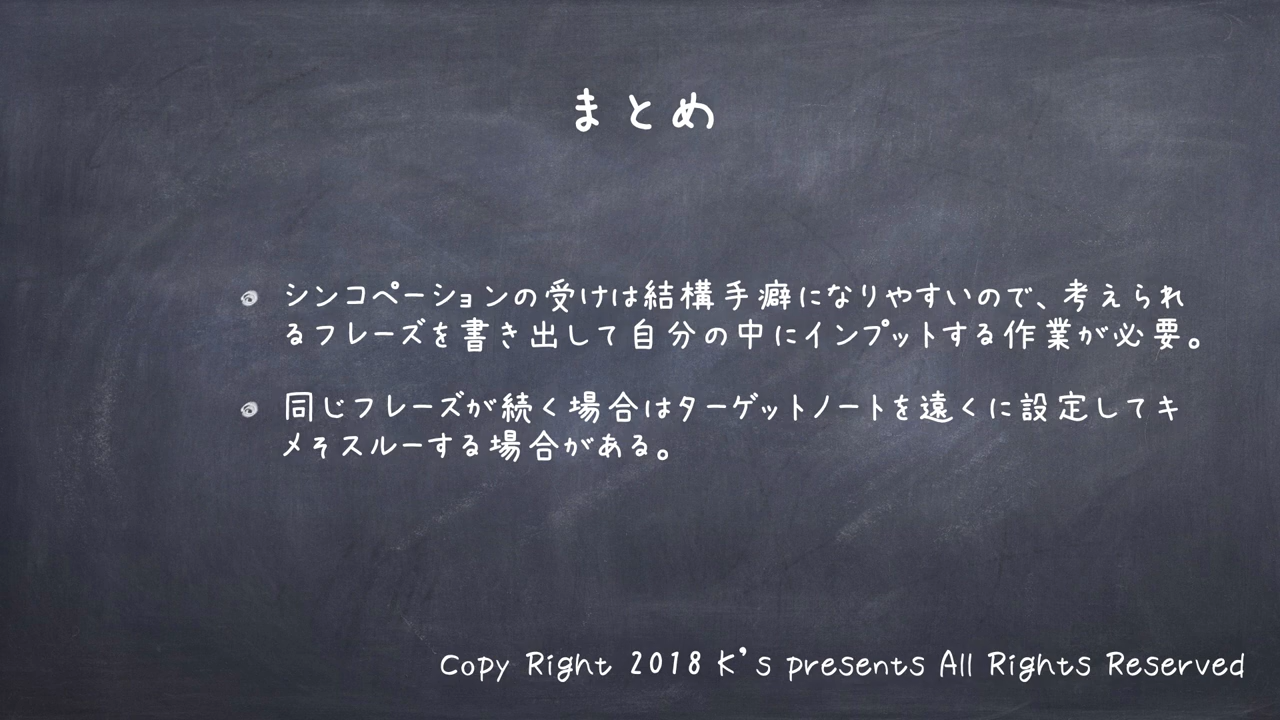 まとめ
シンコペーションの受けは結構手癖になりやすいので、考えられ
るフレーズを書き出して自分の中にインプットする作業が必要。
同じフレーズが続く場合はターゲットノートを遠くに設定してキ
メそスルーする場合がある。
Copy Right 2018 K's presents All Rights Reserved